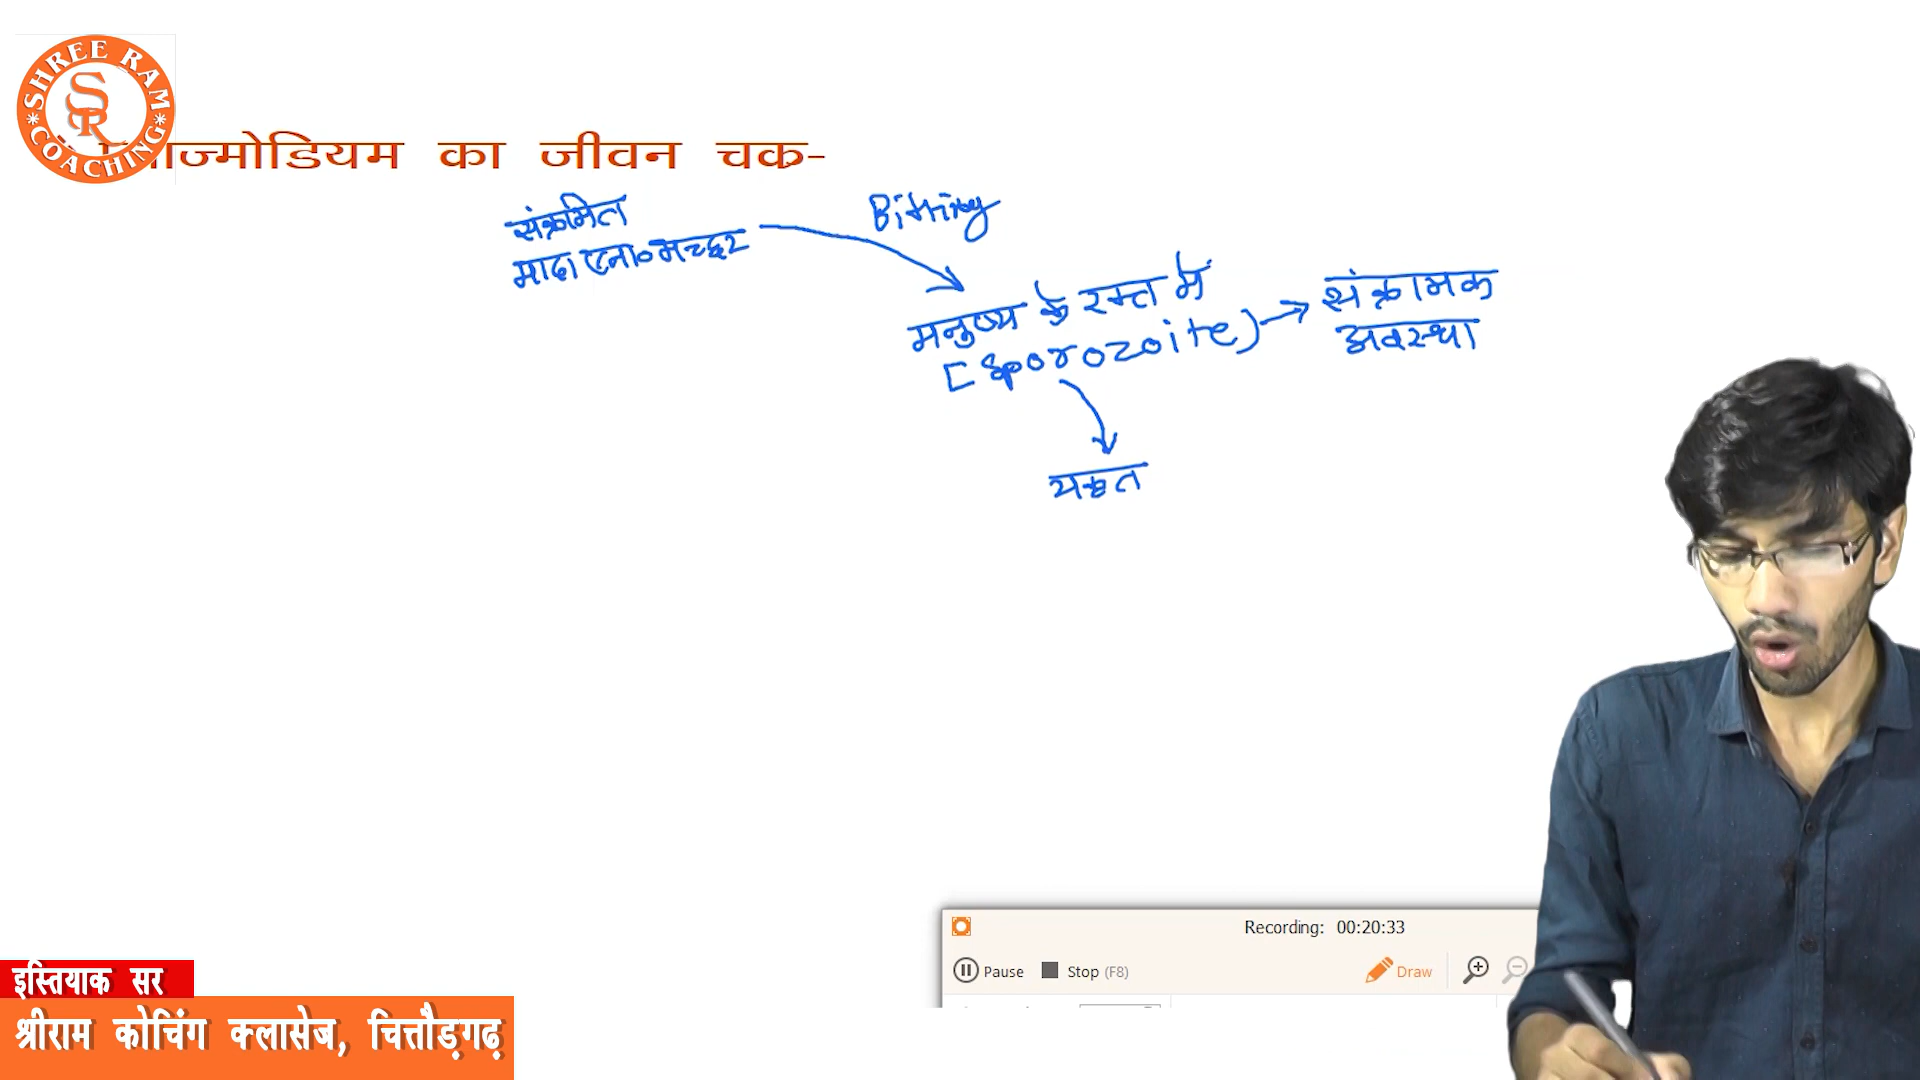 SHREE RAM
SR
COACHING
प्लाज्मोडियम का जीवन चक-
संक्रमित
मादा एना० मच्छर
Bitting
मनुष्य के रक्त में
[Sporozoite)
संक्रामक
अवस्था
यकृत
Recording: 00:20:33
Pause
Stop (F8)
Draw
इस्तियाक सर
श्रीराम कोचिंग क्लासेज, चित्तौड़गढ़